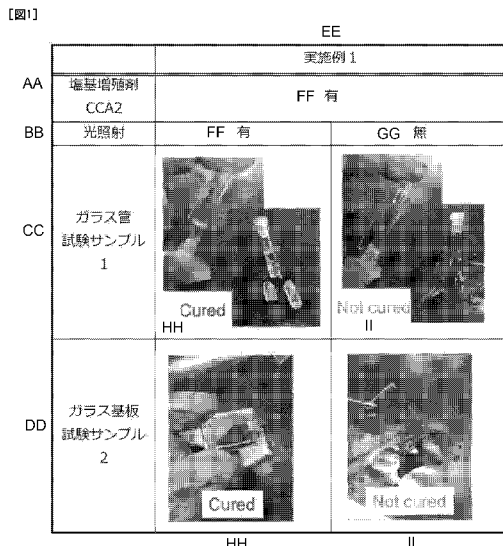 [図1]
EE
実施例1
AA
塩基増殖剤
CCA2
FF 有
BB
光照射
FF 有
GG 無
CC
ガラス管
試験サンプル
1
Cured
HH
Not cured
II
DD
ガラス基板
試験サンプル
2
Cured
Not cured
HH
II